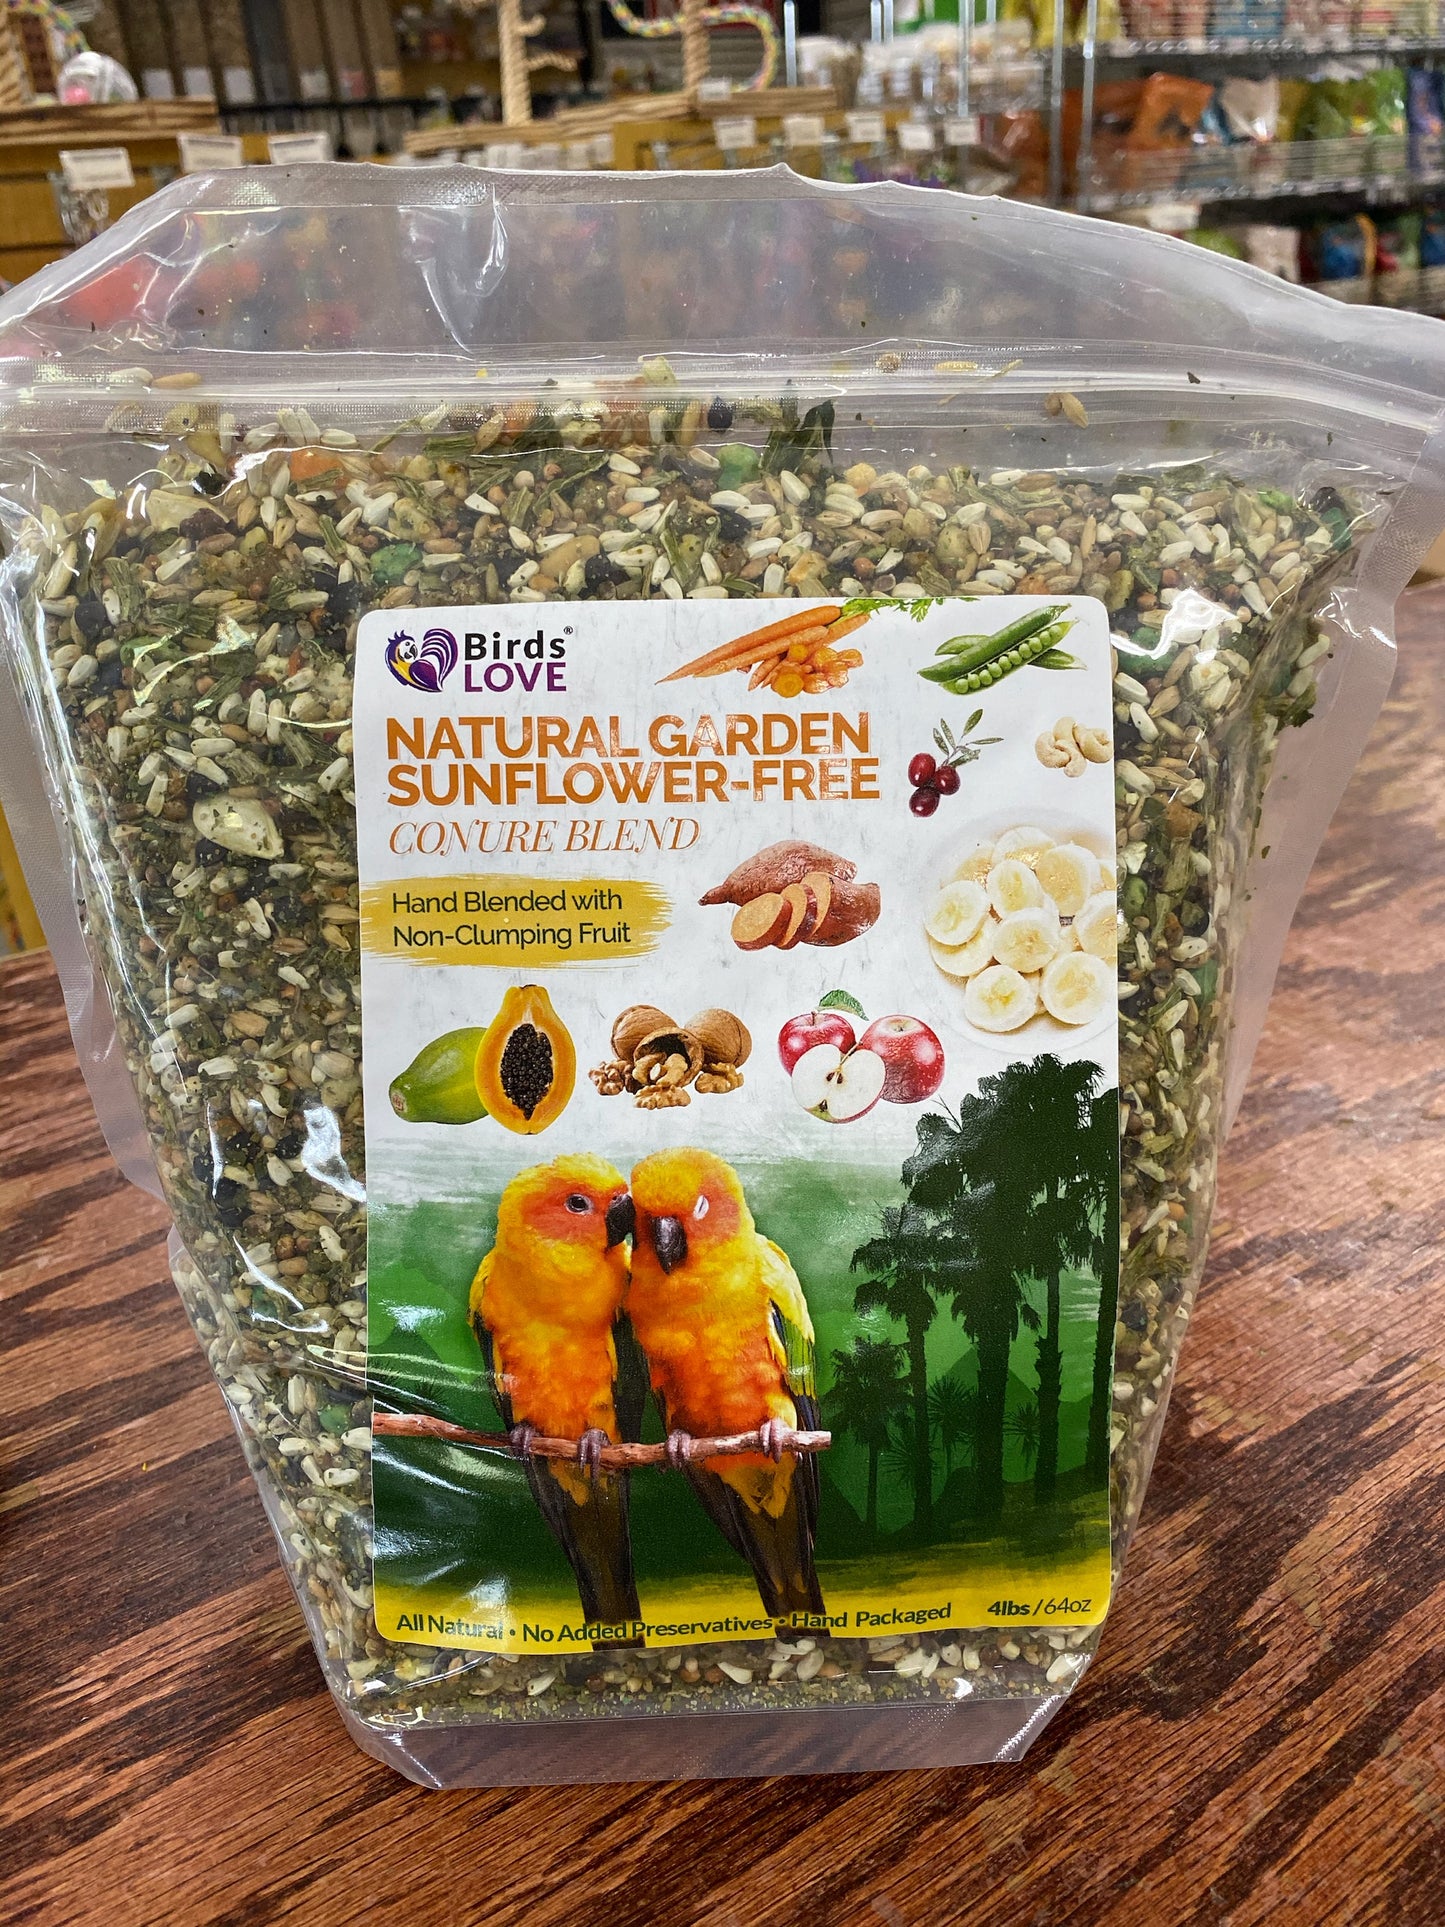 Birds®
LOVE
NATURAL GARDEN
SUNFLOWER-FREE
CONURE BLEND
Hand Blended with
Non-Clumping Fruit
All Natural • No Added Preservatives • Hand Packaged
4lbs / 64oz